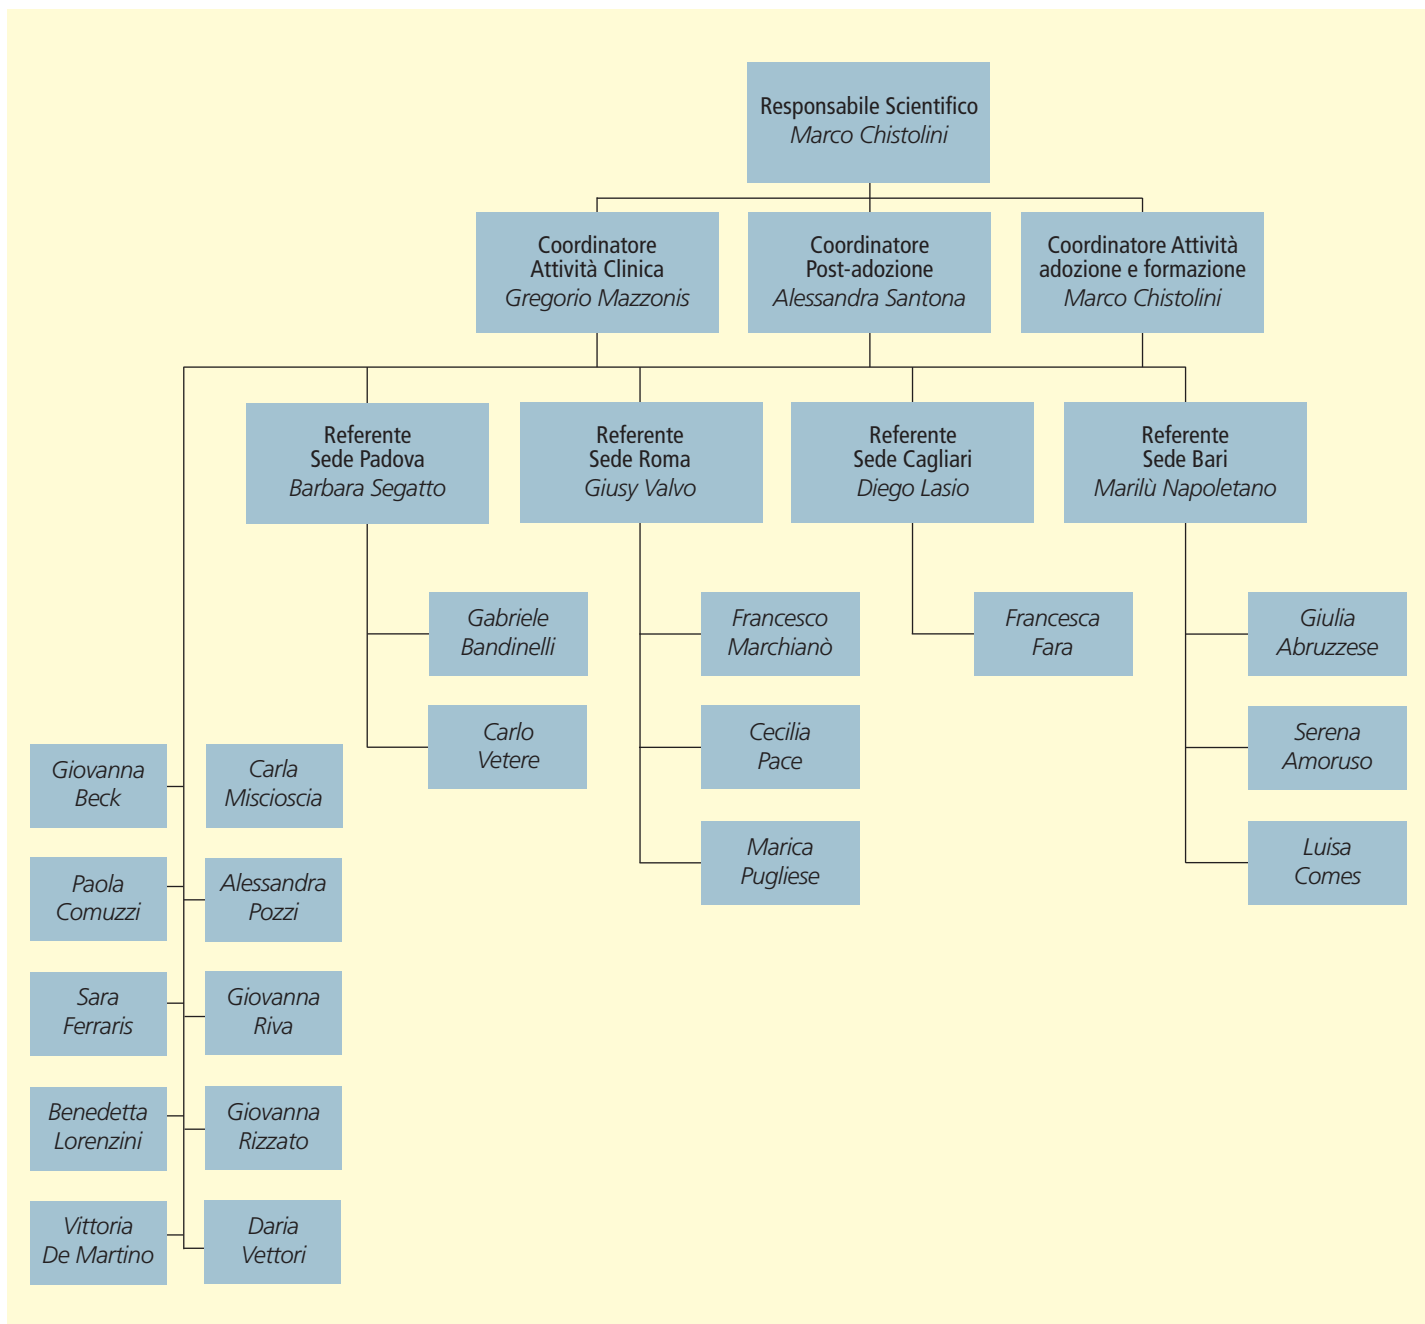 Responsabile Scientifico
Marco Chistolini
Coordinatore
Attività Clinica
Gregorio Mazzonis
Coordinatore
Post-adozione
Alessandra Santona
Coordinatore Attività
adozione e formazione
Marco Chistolini
Referente
Sede Padova
Barbara Segatto
Referente
Sede Roma
Giusy Valvo
Referente
Sede Cagliari
Diego Lasio
Referente
Sede Bari
Marilù Napoletano
Gabriele
Bandinelli
Francesco
Marchianò
Francesca
Fara
Giulia
Abruzzese
Carlo
Vetere
Cecilia
Pace
Serena
Amoruso
Giovanna
Beck
Carla
Miscioscia
Marica
Pugliese
Luisa
Comes
Paola
Comuzzi
Alessandra
Pozzi
Sara
Ferraris
Giovanna
Riva
Benedetta
Lorenzini
Giovanna
Rizzato
Vittoria
De Martino
Daria
Vettori